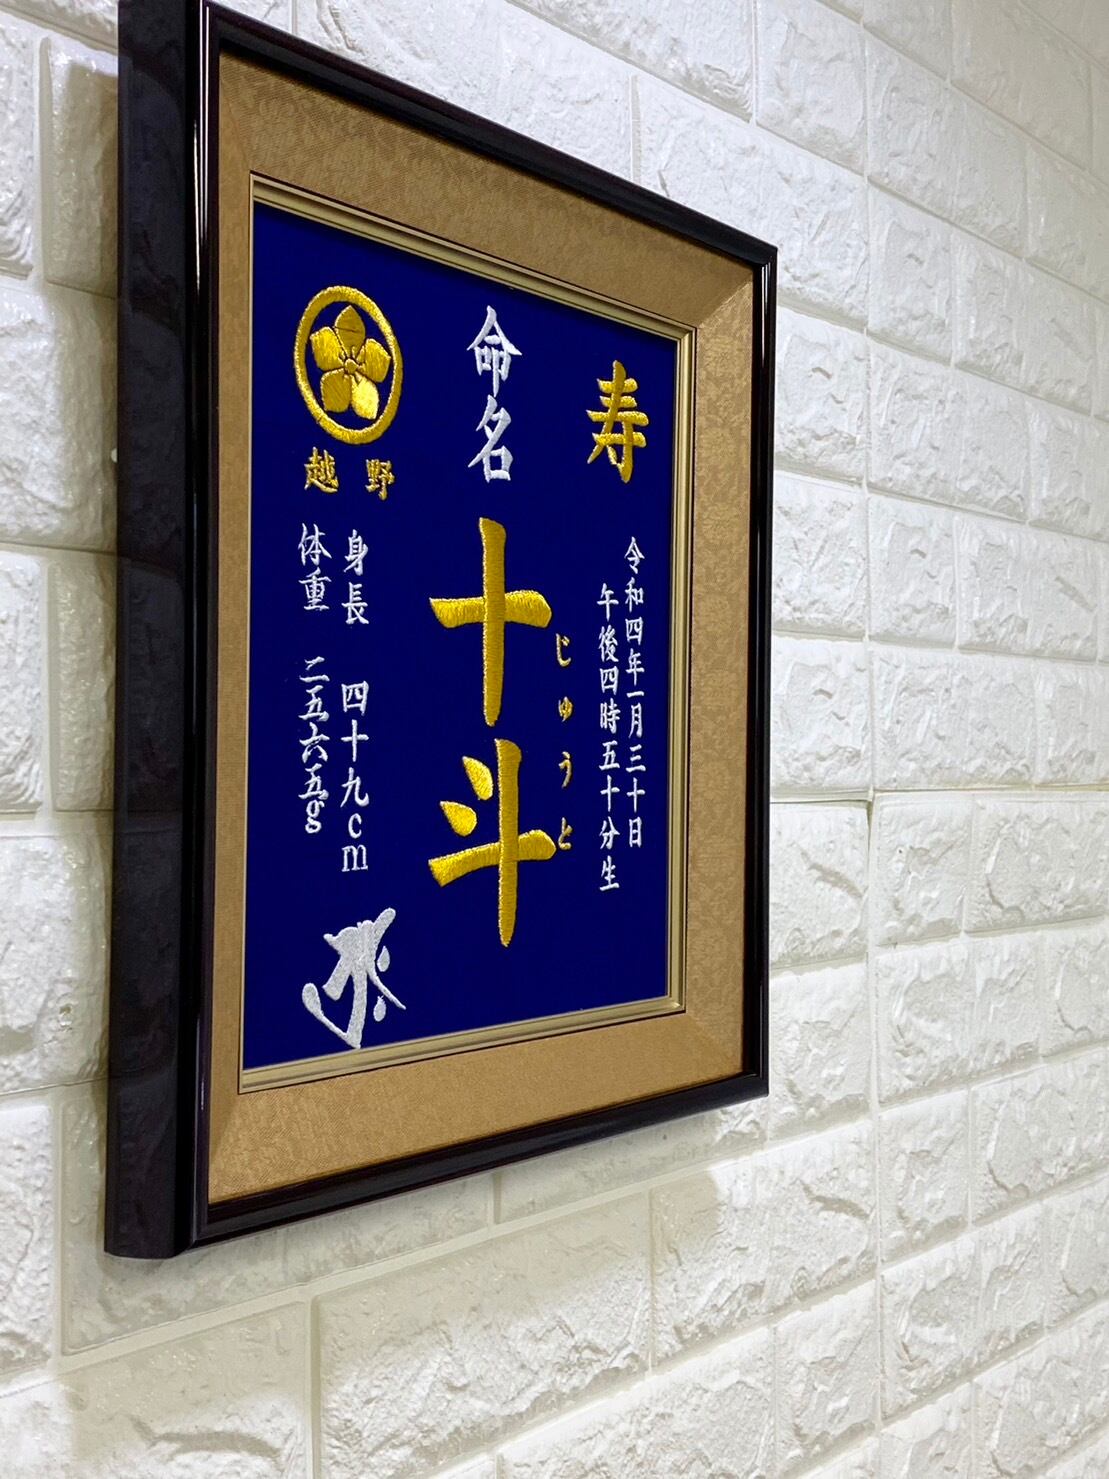 寿
令和四年一月三十日
午後四時五十分生
命名
十斗
じゅうと
越野
身長 四十九cm
体重 二五六五g